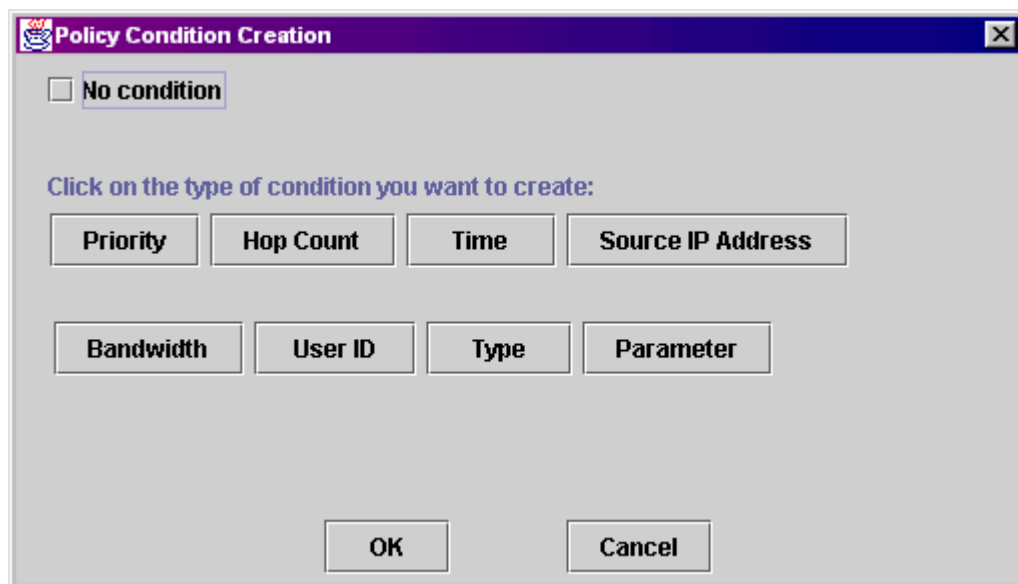 Policy Condition Creation
No condition
Click on the type of condition you want to create:
Priority Hop Count Time Source IP Address
Bandwidth User ID Type Parameter
OK Cancel